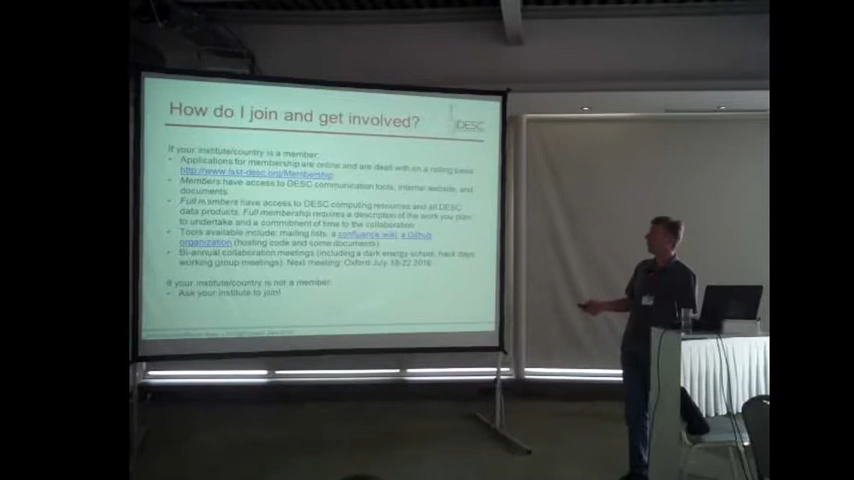 How do I join and get involved?
DESC
If your institute/country is a member:
• Applications for membership are online and are dealt with on a rolling basis
http://www.lsst-desc.org/Membership
• Members have access to DESC communication tools, internal website, and
documents.
• Full members have access to DESC computing resources and all DESC
data products. Full membership requires a description of the work you plan
to undertake and a commitment of time to the collaboration
• Tools available include: mailing lists, a confluence wiki, a Github
organization (hosting code and some documents)
• Bi-annual collaboration meetings (including a dark energy school, hack days,
working group meetings). Next meeting: Oxford July 18-22 2016
If your institute/country is not a member:
• Ask your institute to join!